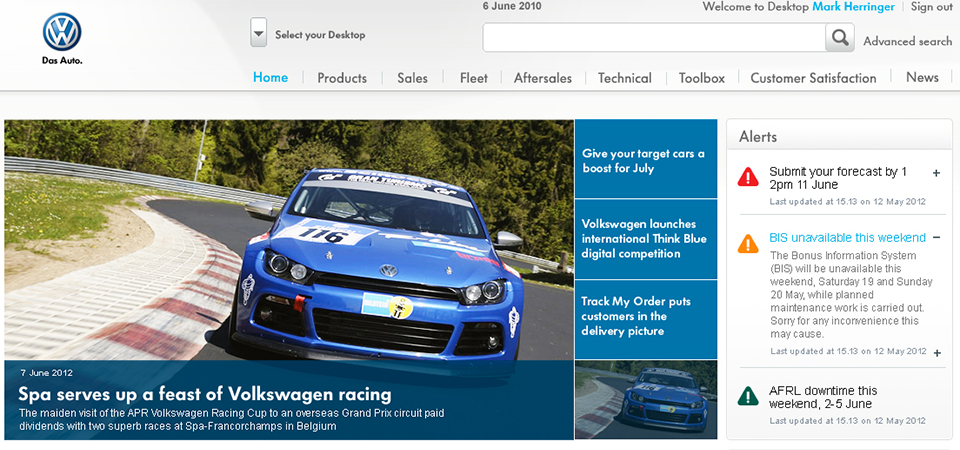 6 June 2010
Welcome to Desktop Mark Herringer Sign out
Das Auto.
Select your Desktop
Advanced search
Home Products Sales Fleet Aftersales Technical Toolbox Customer Satisfaction News
116
7 June 2012
Spa serves up a feast of Volkswagen racing
The maiden visit of the APR Volkswagen Racing Cup to an overseas Grand Prix circuit paid
dividends with two superb races at Spa-Francorchamps in Belgium
Give your target cars a
boost for July
Volkswagen launches
international Think Blue
digital competition
Track My Order puts
customers in the
delivery picture
Alerts
Submit your forecast by 1
2pm 11 June
Last updated at 15.13 on 12 May 2012
BIS unavailable this weekend
The Bonus Information System
(BIS) will be unavailable this
weekend, Saturday 19 and Sunday
20 May, while planned
maintenance work is carried out.
Sorry for any inconvenience this
may cause.
Last updated at 15.13 on 12 May 2012
AFRL downtime this
weekend, 2-5 June
Last updated at 15.13 on 12 May 2012